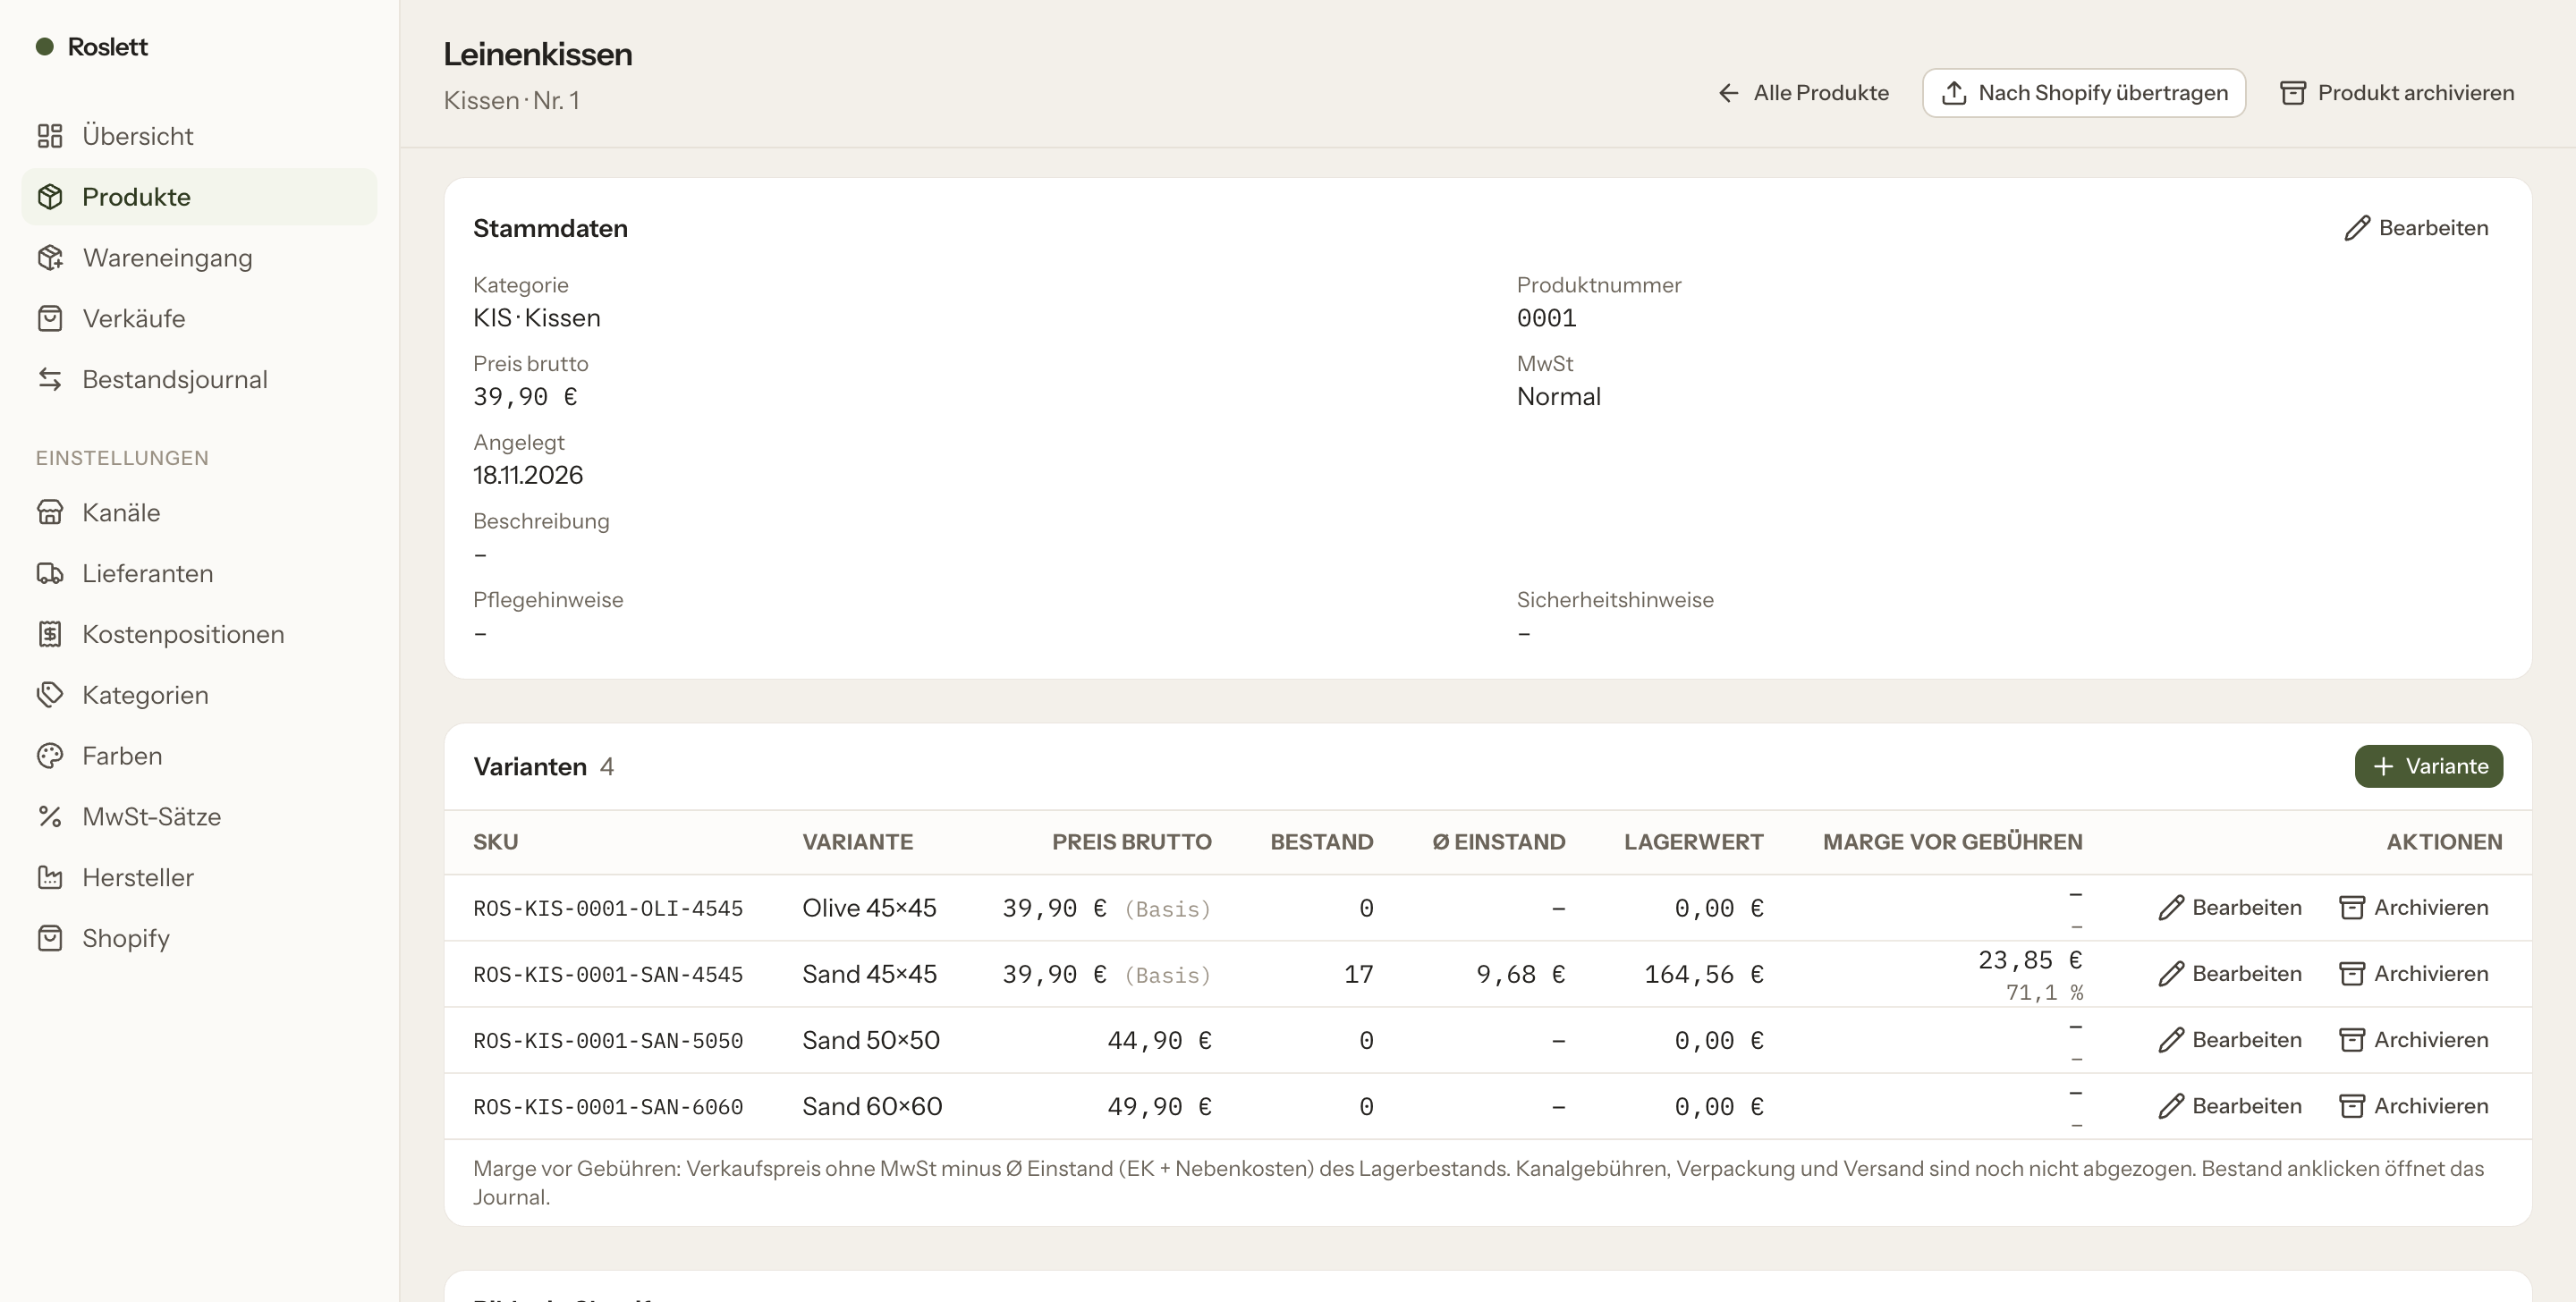 Roslett
Übersicht
Produkte
Wareneingang
Verkäufe
Bestandsjournal
EINSTELLUNGEN
Kanäle
Lieferanten
Kostenpositionen
Kategorien
Farben
MwSt-Sätze
Hersteller
Shopify
Leinenkissen
Kissen · Nr. 1
Alle Produkte
Nach Shopify übertragen
Produkt archivieren
Stammdaten
Bearbeiten
Kategorie
KIS · Kissen
Produktnummer
0001
Preis brutto
39,90 €
MwSt
Normal
Angelegt
18.11.2026
Beschreibung
–
Pflegehinweise
–
Sicherheitshinweise
–
Varianten 4
+ Variante
SKU VARIANTE PREIS BRUTTO BESTAND Ø EINSTAND LAGERWERT MARGE VOR GEBÜHREN AKTIONEN
ROS-KIS-0001-OLI-4545 Olive 45×45 39,90 € (Basis) 0 – 0,00 € – Bearbeiten Archivieren
–
ROS-KIS-0001-SAN-4545 Sand 45×45 39,90 € (Basis) 17 9,68 € 164,56 € 23,85 € Bearbeiten Archivieren
71,1 %
ROS-KIS-0001-SAN-5050 Sand 50×50 44,90 € 0 – 0,00 € – Bearbeiten Archivieren
–
ROS-KIS-0001-SAN-6060 Sand 60×60 49,90 € 0 – 0,00 € – Bearbeiten Archivieren
–
Marge vor Gebühren: Verkaufspreis ohne MwSt minus Ø Einstand (EK + Nebenkosten) des Lagerbestands. Kanalgebühren, Verpackung und Versand sind noch nicht abgezogen. Bestand anklicken öffnet das
Journal.